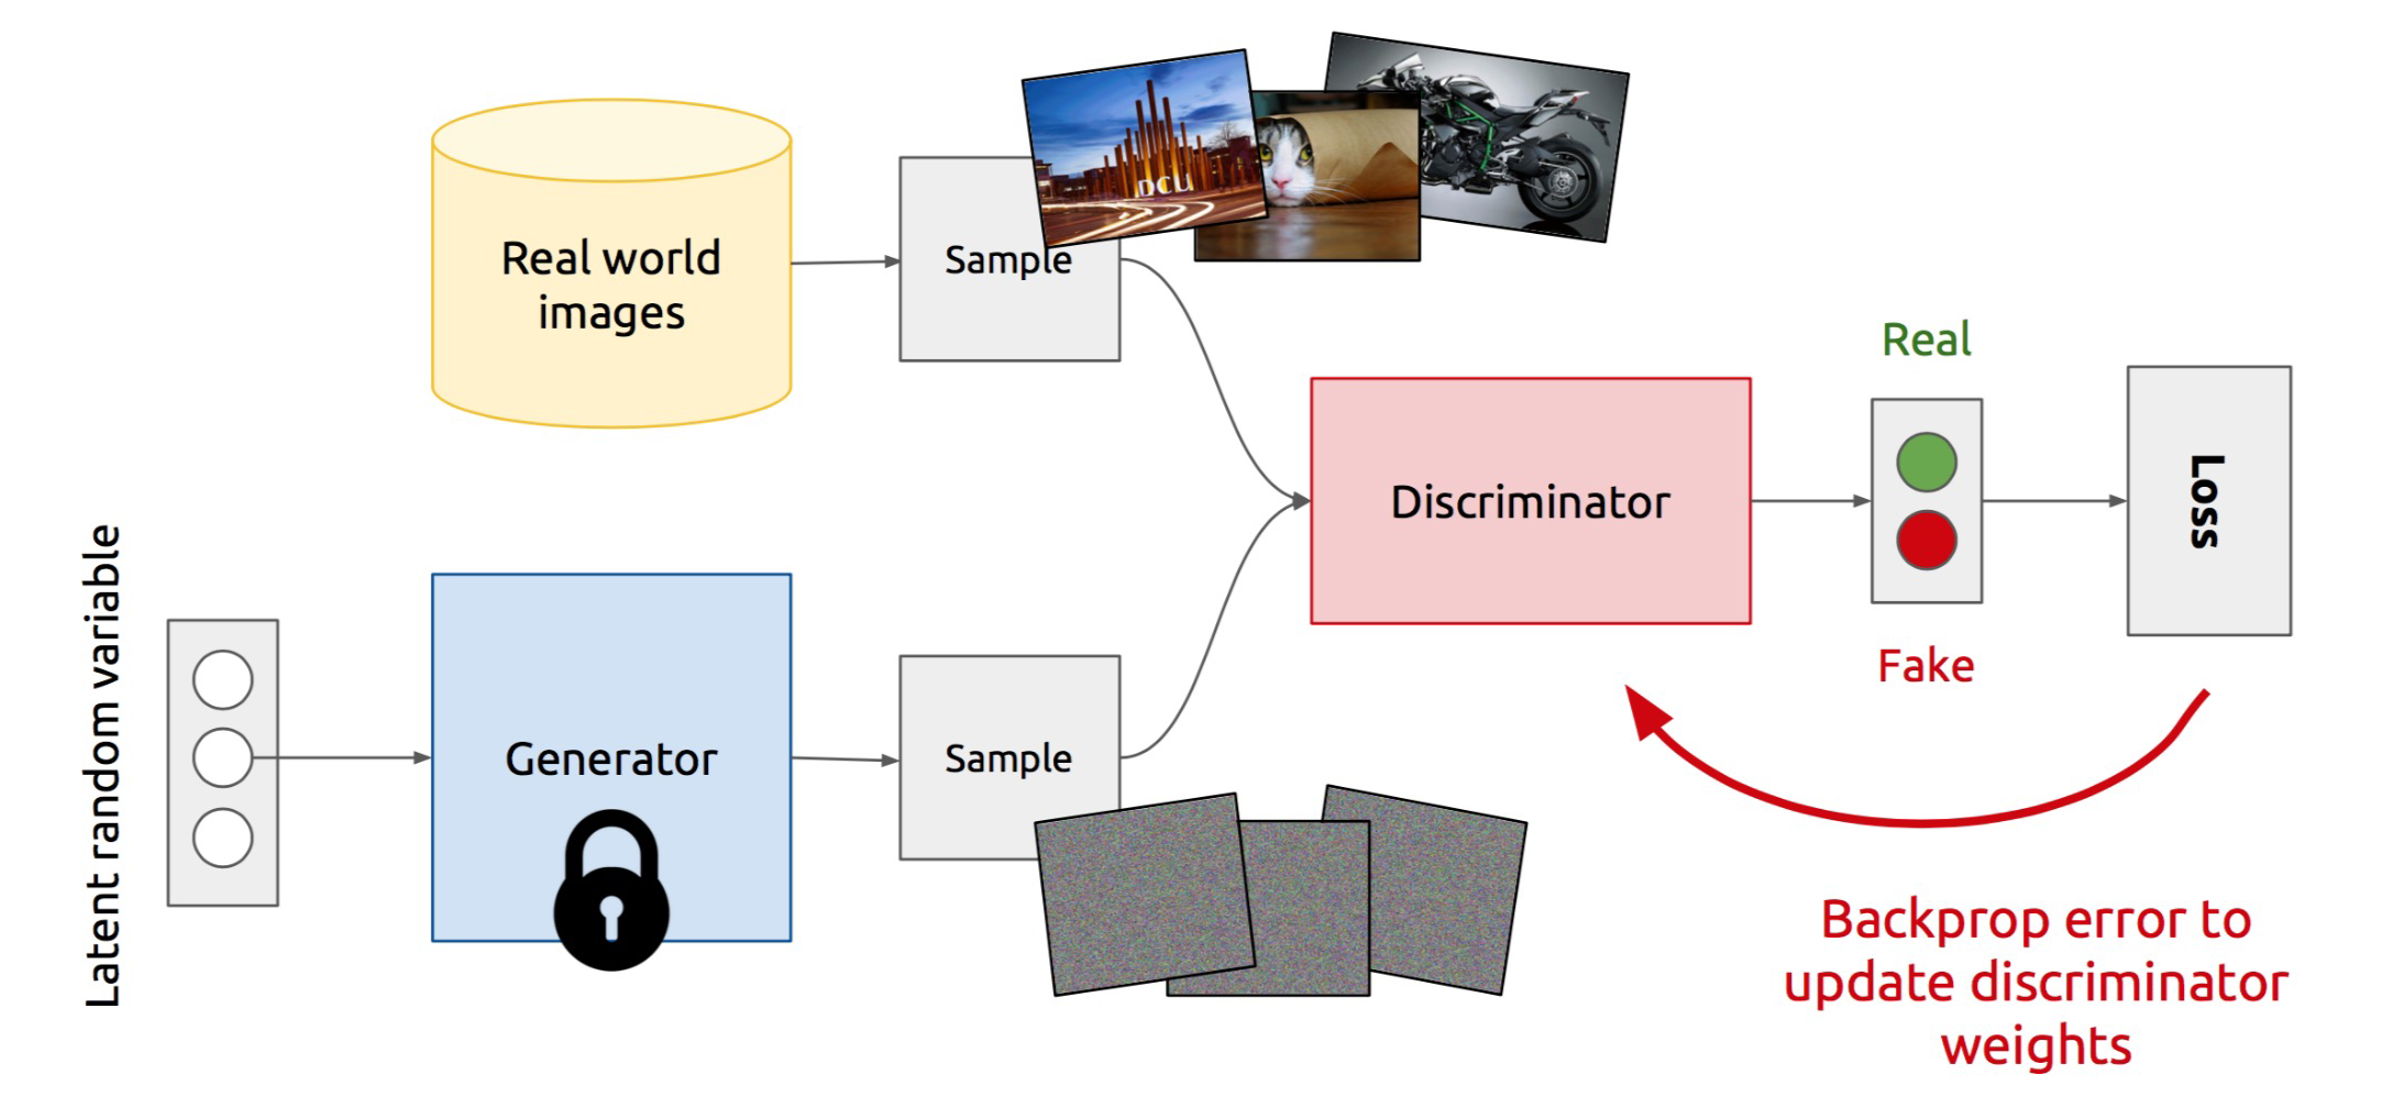 Real world
images
Sample
DCU
Real
Discriminator
Loss
Fake
Latent random variable
Generator
Sample
Backprop error to
update discriminator
weights